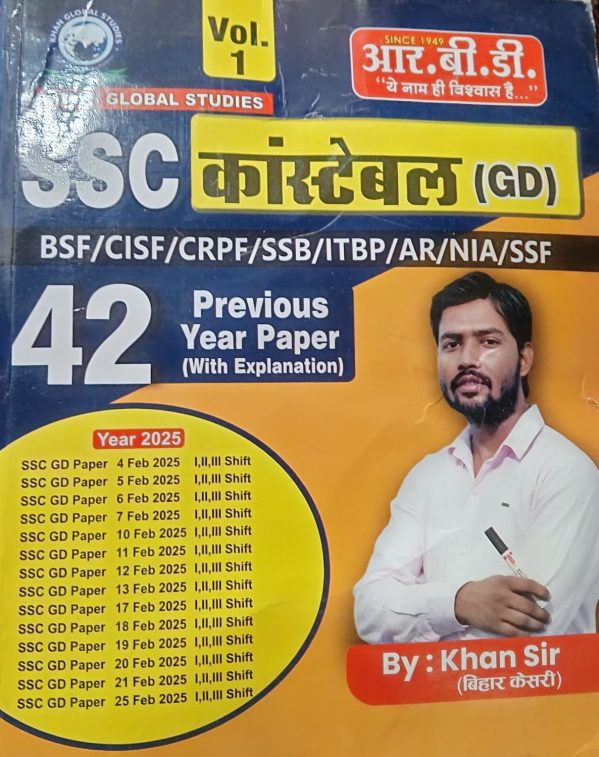 KHAN GLOBAL STUDIES
Vol.
1
SINCE 1949
आर.बी.डी.
“ये नाम ही विश्वास है...”
GLOBAL STUDIES
SSC कांस्टेबल (GD)
BSF/CISF/CRPF/SSB/ITBP/AR/NIA/SSF
42
Previous
Year Paper
(With Explanation)
Year 2025
SSC GD Paper 4 Feb 2025 I,II,III Shift
SSC GD Paper 5 Feb 2025 I,II,III Shift
SSC GD Paper 6 Feb 2025 I,II,III Shift
SSC GD Paper 7 Feb 2025 I,II,III Shift
SSC GD Paper 10 Feb 2025 I,II,III Shift
SSC GD Paper 11 Feb 2025 I,II,III Shift
SSC GD Paper 12 Feb 2025 I,II,III Shift
SSC GD Paper 13 Feb 2025 I,II,III Shift
SSC GD Paper 17 Feb 2025 I,II,III Shift
SSC GD Paper 18 Feb 2025 I,II,III Shift
SSC GD Paper 19 Feb 2025 I,II,III Shift
SSC GD Paper 20 Feb 2025 I,II,III Shift
SSC GD Paper 21 Feb 2025 I,II,III Shift
SSC GD Paper 25 Feb 2025 I,II,III Shift
By : Khan Sir
(बिहार केसरी)